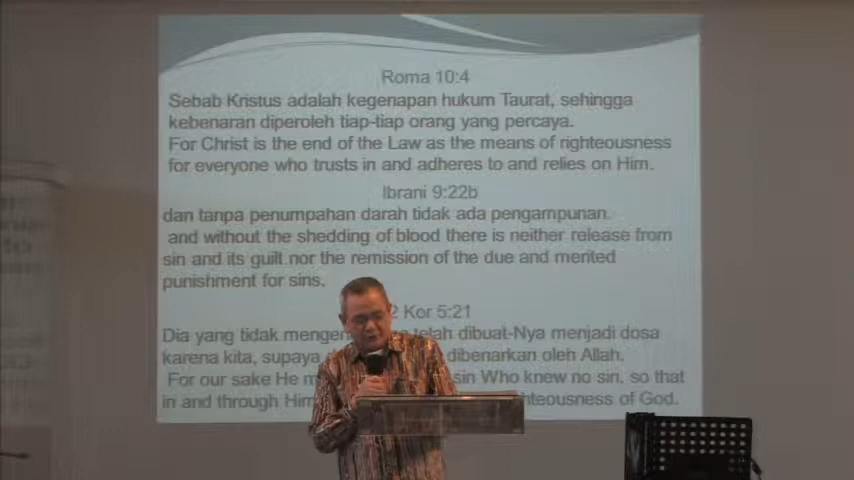 Roma 10:4
Sebab Kristus adalah kegenapan hukum Taurat, sehingga
kebenaran diperoleh tiap-tiap orang yang percaya.
For Christ is the end of the Law as the means of righteousness
for everyone who trusts in and adheres to and relies on Him.
Ibrani 9:22b
dan tanpa penumpahan darah tidak ada pengampunan.
and without the shedding of blood there is neither release from
sin and its guilt nor the remission of the due and merited
punishment for sins.
2 Kor 5:21
Dia yang tidak telah dibuat-Nya menjadi dosa
karena kita, supaya dibenarkan oleh Allah.
For our sake He sin Who knew no sin, so that
in and through Him of God.